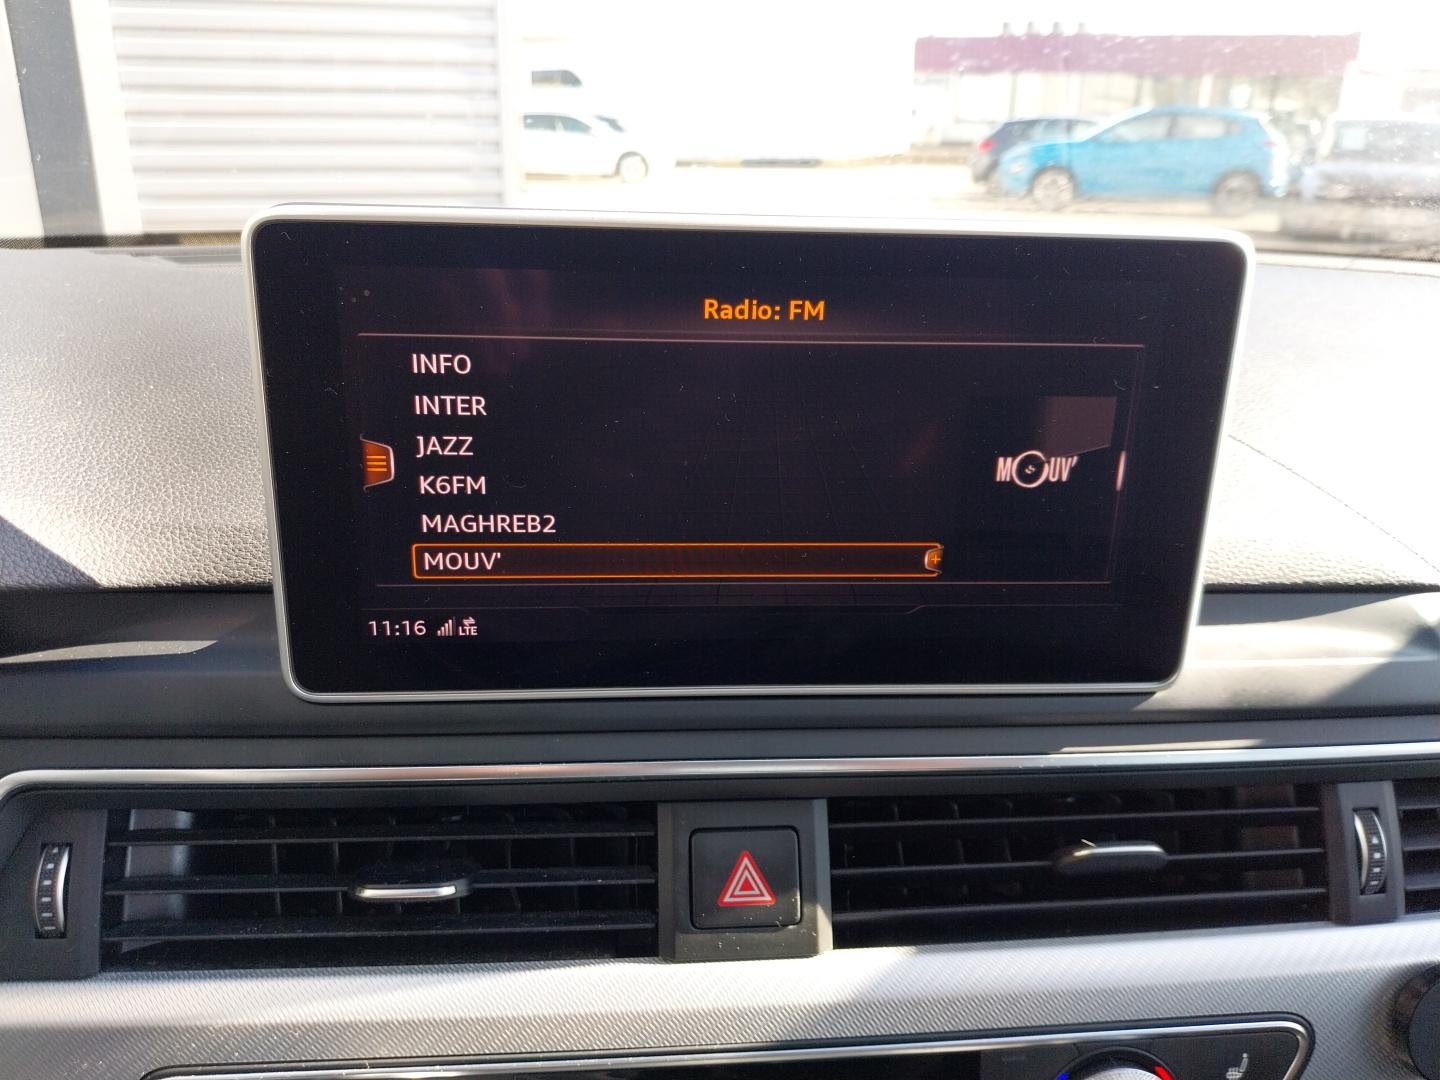 Radio: FM
INFO
INTER
JAZZ
K6FM
MAGHREB2
MOUV'
MOUV'
11:16 LTE